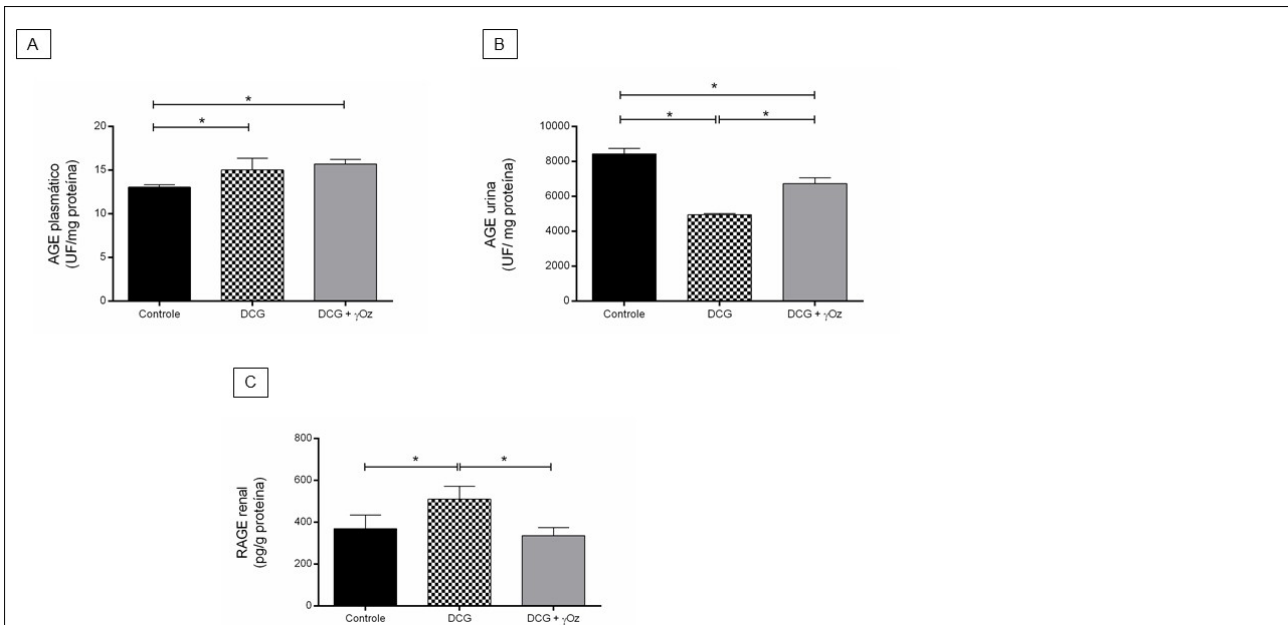 A
*
*
20
15
10
5
0
AGE plasmático
(UF/mg proteína)
Controle
DCG
DCG + γOz
B
*
*
*
10000
8000
6000
4000
2000
0
AGE urina
(UF/ mg proteína)
Controle
DCG
DCG + γOz
C
*
*
800
600
400
200
0
RAGE renal
(pg/g proteína)
Controle
DCG
DCG + γOz